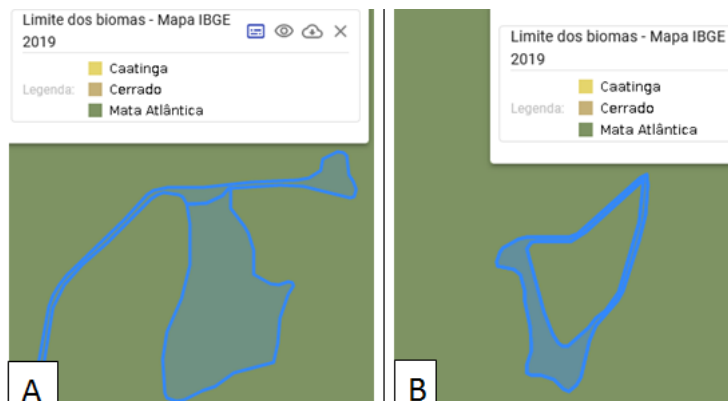 Limite dos biomas - Mapa IBGE
2019
Legenda:
Caatinga
Cerrado
Mata Atlântica
A
Limite dos biomas - Mapa IBGE
2019
Legenda:
Caatinga
Cerrado
Mata Atlântica
B